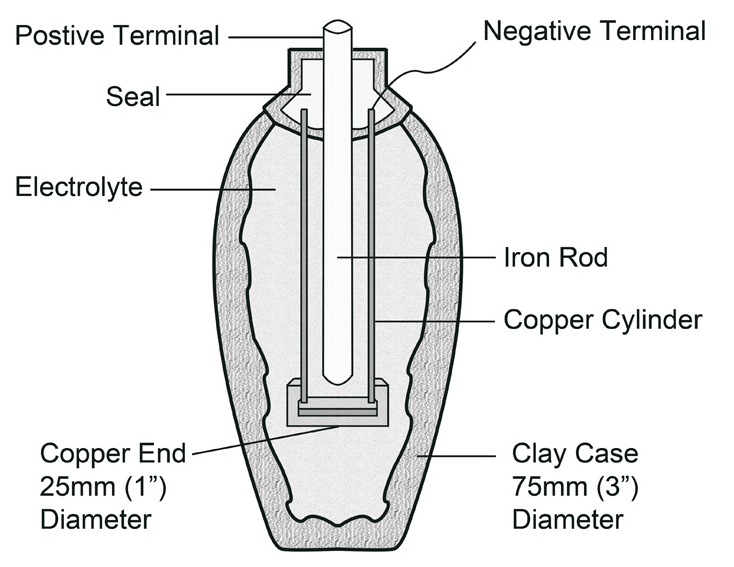 Postive Terminal
Negative Terminal
Seal
Electrolyte
Iron Rod
Copper Cylinder
Copper End
25mm (1”)
Diameter
Clay Case
75mm (3”)
Diameter